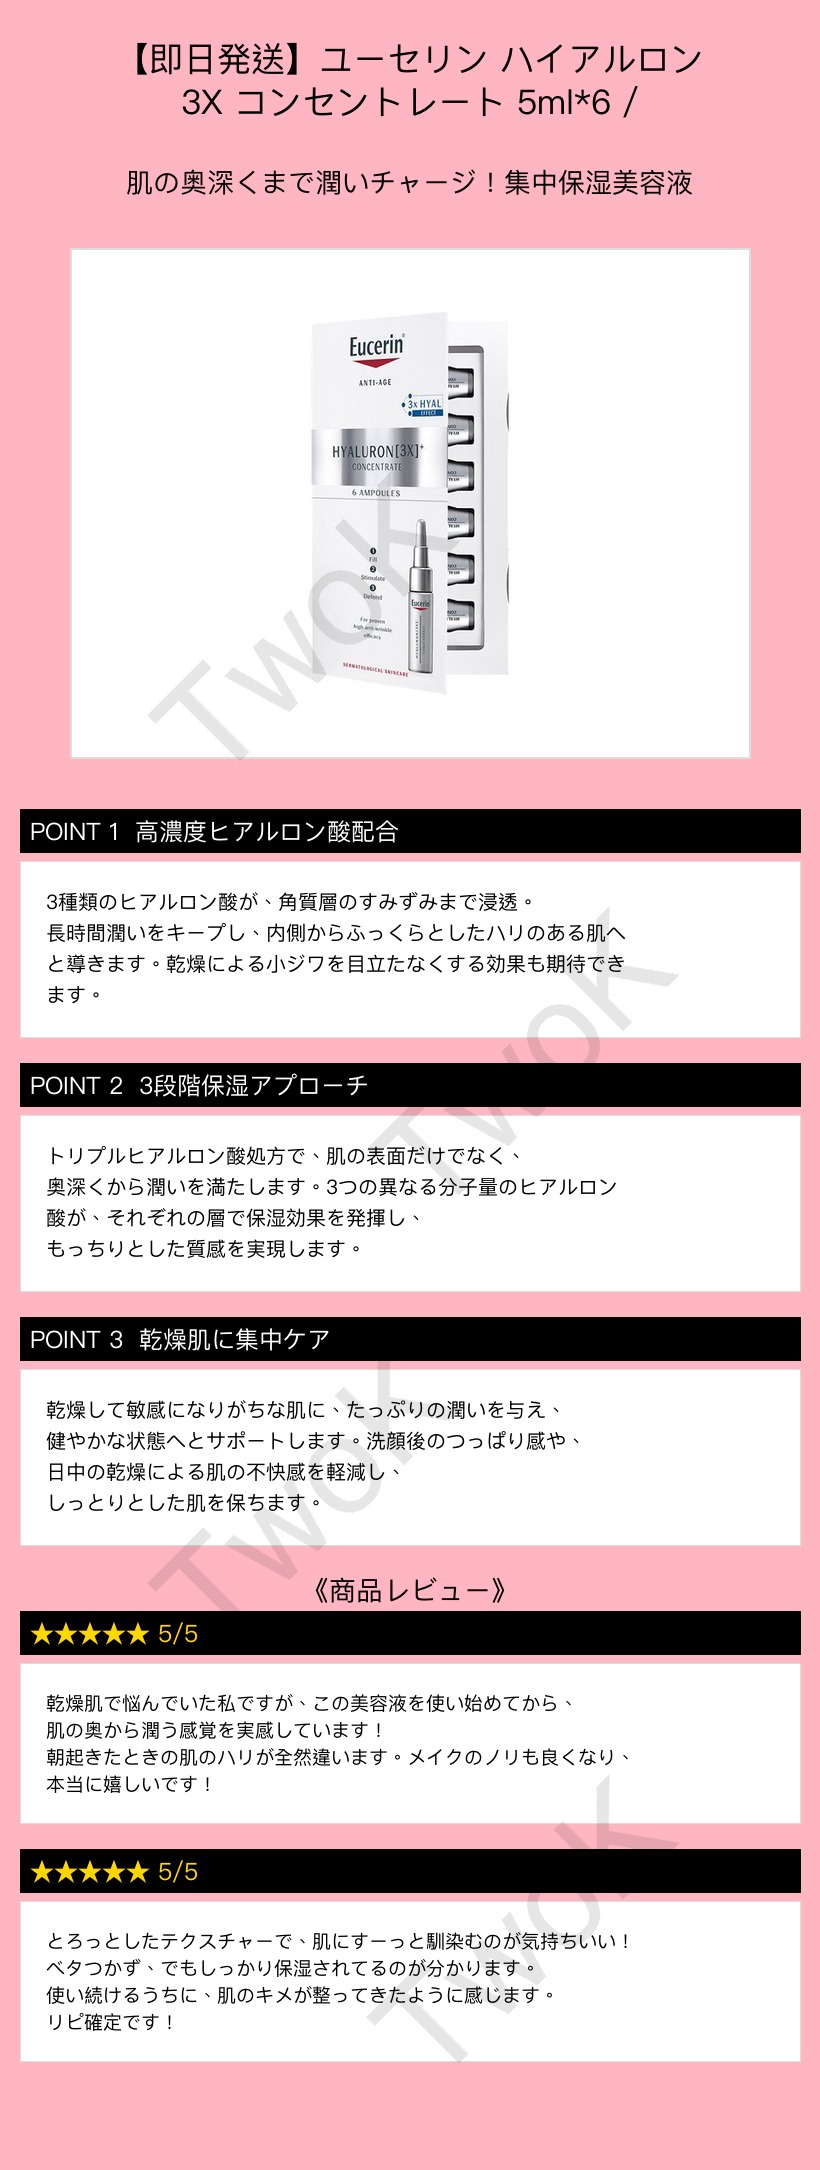 【即日発送】ユーセリン ハイアルロン
3X コンセントレート 5ml*6 /
肌の奥深くまで潤いチャージ！集中保湿美容液
Eucerin
ANTI-AGE
3x HYAL
EFFECT
HYALURON[3X]+
CONCENTRATE
6 AMPOULES
1
Fill
2
Stimulate
3
Defend
For proven
high anti-wrinkle
efficacy
Eucerin
DERMATOLOGICAL SKINCARE
TwoK
POINT 1 高濃度ヒアルロン酸配合
3種類のヒアルロン酸が、角質層のすみずみまで浸透。
長時間潤いをキープし、内側からふっくらとしたハリのある肌へ
と導きます。乾燥による小ジワを目立たなくする効果も期待でき
ます。
TwoK
POINT 2 3段階保湿アプローチ
トリプルヒアルロン酸処方で、肌の表面だけでなく、
奥深くから潤いを満たします。3つの異なる分子量のヒアルロン
酸が、それぞれの層で保湿効果を発揮し、
もっちりとした質感を実現します。
POINT 3 乾燥肌に集中ケア
乾燥して敏感になりがちな肌に、たっぷりの潤いを与え、
健やかな状態へとサポートします。洗顔後のつっぱり感や、
日中の乾燥による肌の不快感を軽減し、
しっとりとした肌を保ちます。
TwoK
《商品レビュー》
★★★★★ 5/5
乾燥肌で悩んでいた私ですが、この美容液を使い始めてから、
肌の奥から潤う感覚を実感しています！
朝起きたときの肌のハリが全然違います。メイクのノリも良くなり、
本当に嬉しいです！
★★★★★ 5/5
とろっとしたテクスチャーで、肌にすーっと馴染むのが気持ちいい！
ベタつかず、でもしっかり保湿されてるのが分かります。
使い続けるうちに、肌のキメが整ってきたように感じます。
リピ確定です！
TwoK